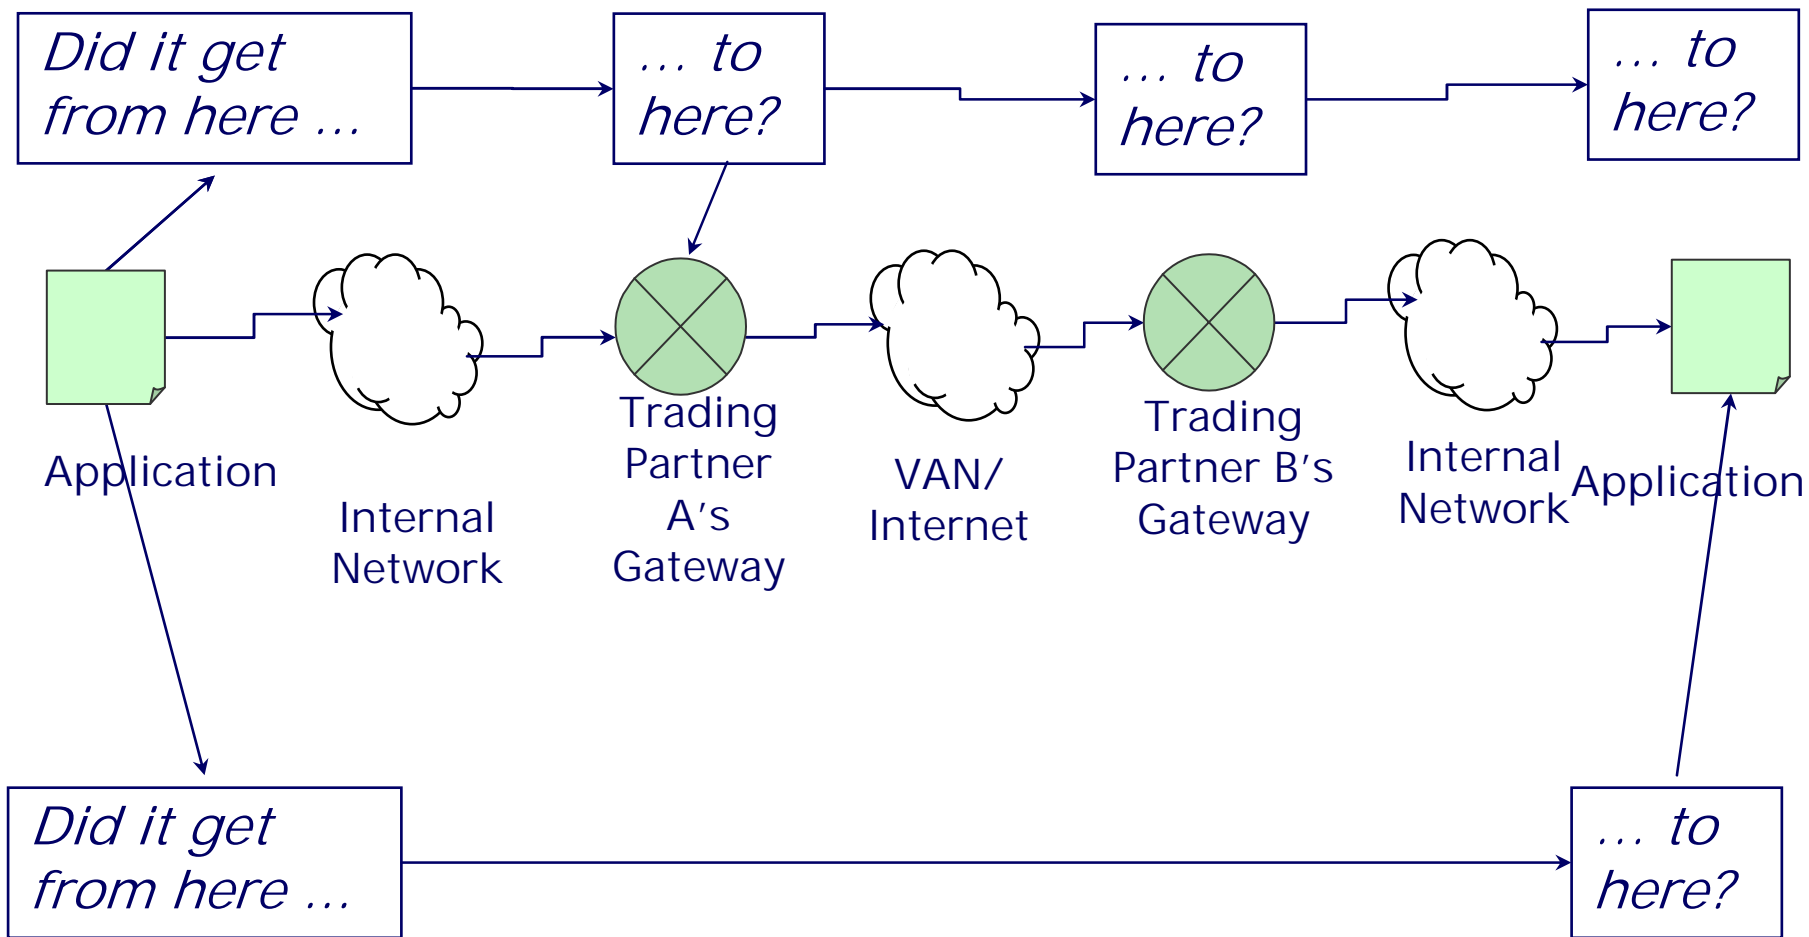 Did it get
from here ...
... to
here?
... to
here?
... to
here?
Application
Internal
Network
Trading
Partner
A's
Gateway
VAN/
Internet
Trading
Partner B's
Gateway
Internal
Network
Application
Did it get
from here ...
... to
here?